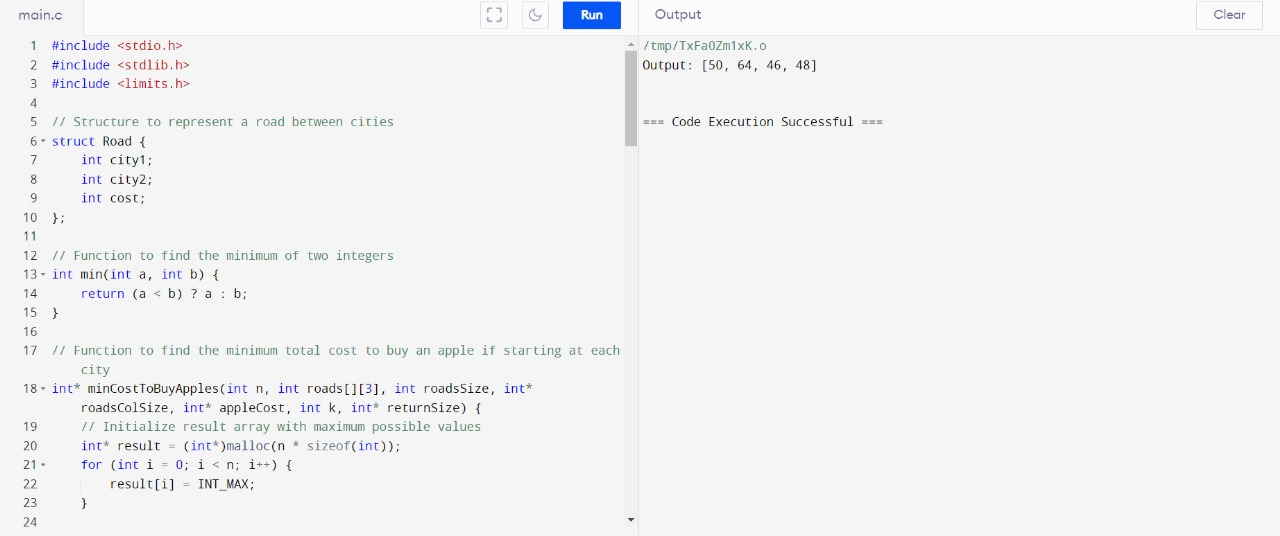 main.c
Run
Output
Clear
1 #include <stdio.h>
2 #include <stdlib.h>
3 #include <limits.h>
4
5 // Structure to represent a road between cities
6 struct Road {
7     int city1;
8     int city2;
9     int cost;
10 };
11
12 // Function to find the minimum of two integers
13 int min(int a, int b) {
14     return (a < b) ? a : b;
15 }
16
17 // Function to find the minimum total cost to buy an apple if starting at each
city
18 int* minCostToBuyApples(int n, int roads[][3], int roadsSize, int*
roadsColSize, int* appleCost, int k, int* returnSize) {
19     // Initialize result array with maximum possible values
20     int* result = (int*)malloc(n * sizeof(int));
21     for (int i = 0; i < n; i++) {
22         result[i] = INT_MAX;
23     }
24
/tmp/TxFaOZm1xK.o
Output: [50, 64, 46, 48]
=== Code Execution Successful ===